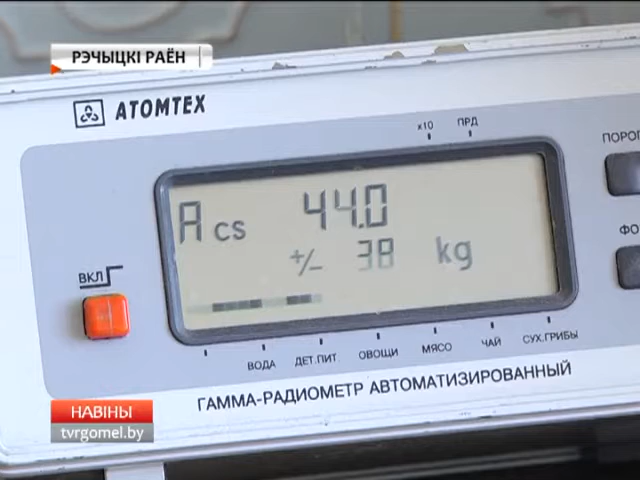 РЭЧЫЦКІ РАЁН
ATOMTEX
x10 ПРД
ПОРОГ
A cs 44.0
+/- 38 kg
ФО
ВКЛ
ВОДА ДЕТ.ПИТ. ОВОЩИ МЯСО ЧАЙ СУХ.ГРИБЫ
ГАММА-РАДИОМЕТР АВТОМАТИЗИРОВАННЫЙ
НАВІНЫ
tvrgomel.by